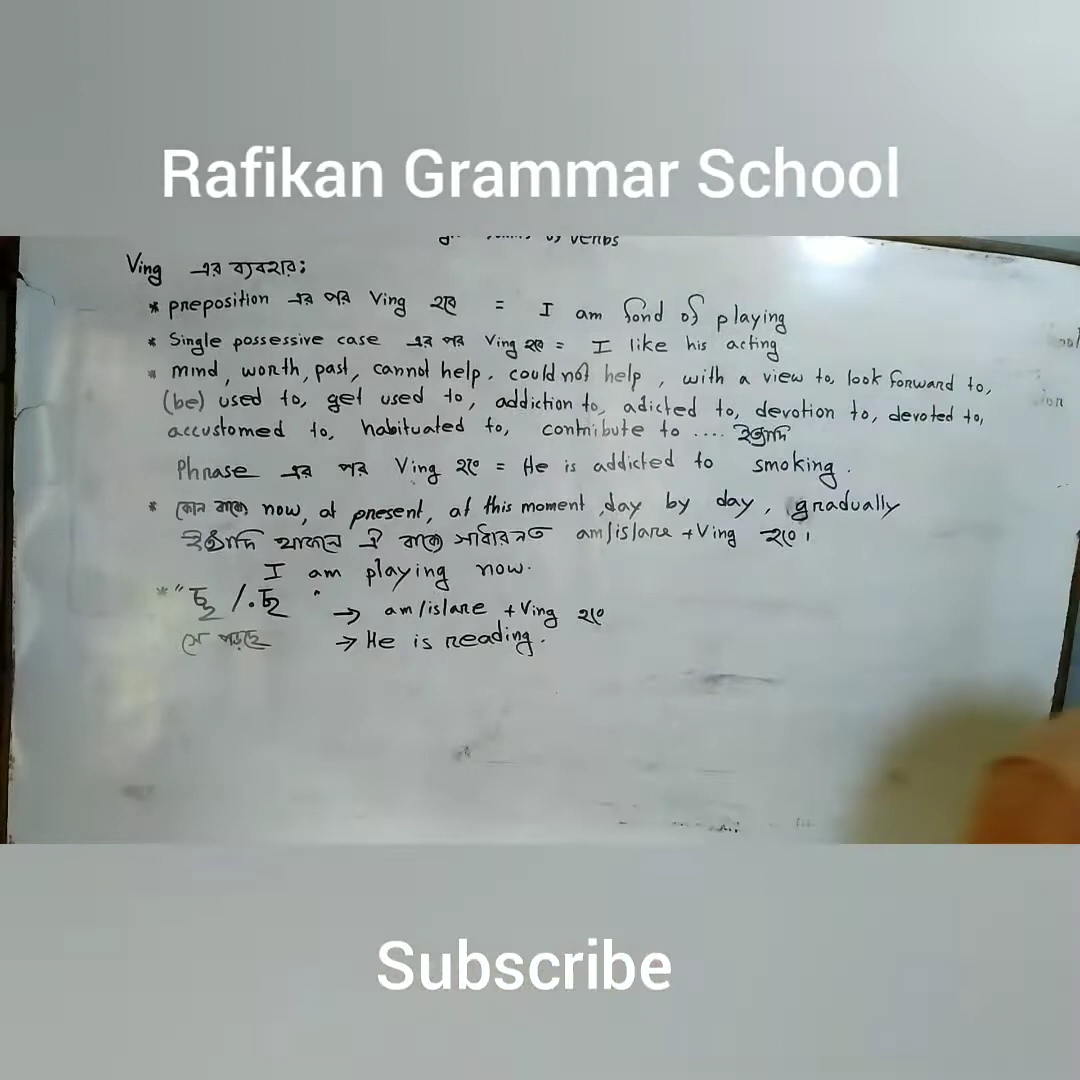 Rafikan Grammar School
by verbs
Ving এর ব্যবহার:
* preposition এর পর Ving হবে = I am fond of playing
* Single possessive case এর পর Ving হবে = I like his acting
* mind, worth, past, cannot help, could not help, with a view to, look forward to,
(be) used to, get used to, addiction to, adicted to, devotion to, devoted to,
accustomed to, habituated to, contribute to .... ইত্যাদি
Phrase এর পর Ving হবে = He is addicted to smoking.
* কোন বাক্যে now, at present, at this moment, day by day, gradually
ইত্যাদি থাকলে ঐ বাক্যে সাধারনত am/is/are + Ving হবে।
I am playing now.
* "ছ/চ্ছ" → am/is/are + Ving হবে
সে পড়ছে → He is reading.
Subscribe